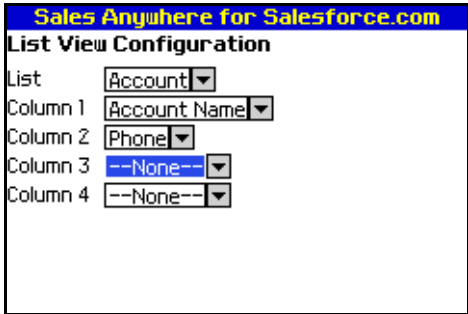 Sales Anywhere for Salesforce.com
List View Configuration
List Account
Column 1 Account Name
Column 2 Phone
Column 3 --None--
Column 4 --None--